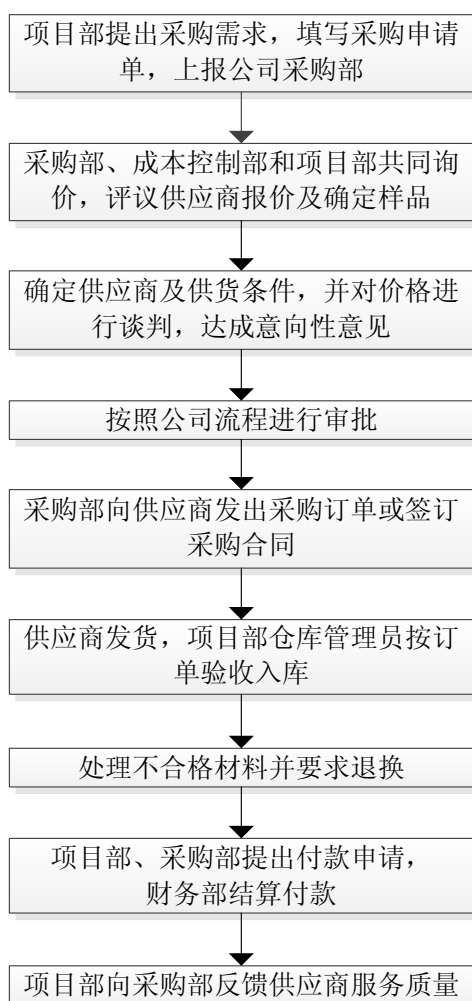 项目部提出采购需求，填写采购申请
单，上报公司采购部
采购部、成本控制部和项目部共同询
价，评议供应商报价及确定样品
确定供应商及供货条件，并对价格进
行谈判，达成意向性意见
按照公司流程进行审批
采购部向供应商发出采购订单或签订
采购合同
供应商发货，项目部仓库管理员按订
单验收入库
处理不合格材料并要求退换
项目部、采购部提出付款申请，
财务部结算付款
项目部向采购部反馈供应商服务质量